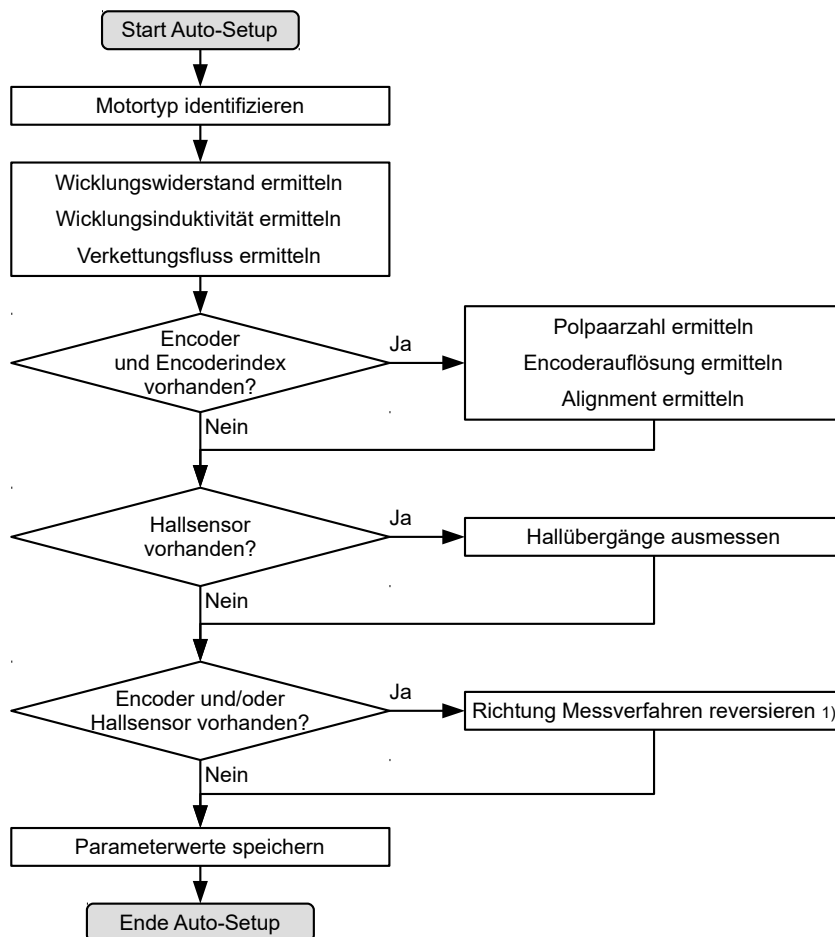 Start Auto-Setup
Motortyp identifizieren
Wicklungswiderstand ermitteln
Wicklungsinduktivität ermitteln
Verkettungsfluss ermitteln
Encoder
und Encoderindex
vorhanden?
Ja
Polpaarzahl ermitteln
Encoderauflösung ermitteln
Alignment ermitteln
Nein
Hallsensor
vorhanden?
Ja
Hallübergänge ausmessen
Nein
Encoder und/oder
Hallsensor vorhanden?
Ja
Richtung Messverfahren reversieren 1)
Nein
Parameterwerte speichern
Ende Auto-Setup